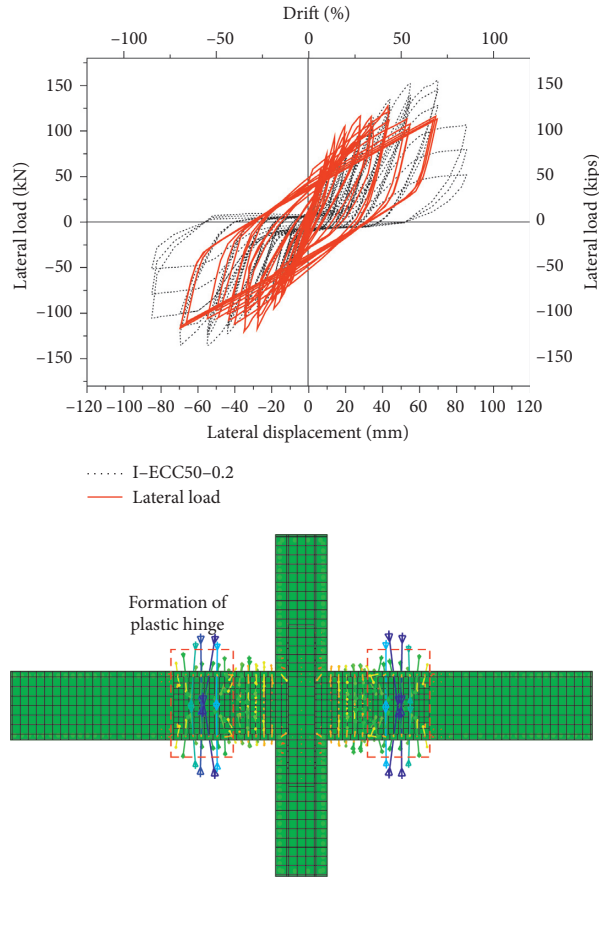 Drift (%)
−100 −50 0 50 100
150 150
100 100
50 50
0 0
−50 −50
−100 −100
−150 −150
Lateral load (kN)
Lateral load (kips)
−120 −100 −80 −60 −40 −20 0 20 40 60 80 100 120
Lateral displacement (mm)
I–ECC50–0.2
Lateral load
Formation of
plastic hinge